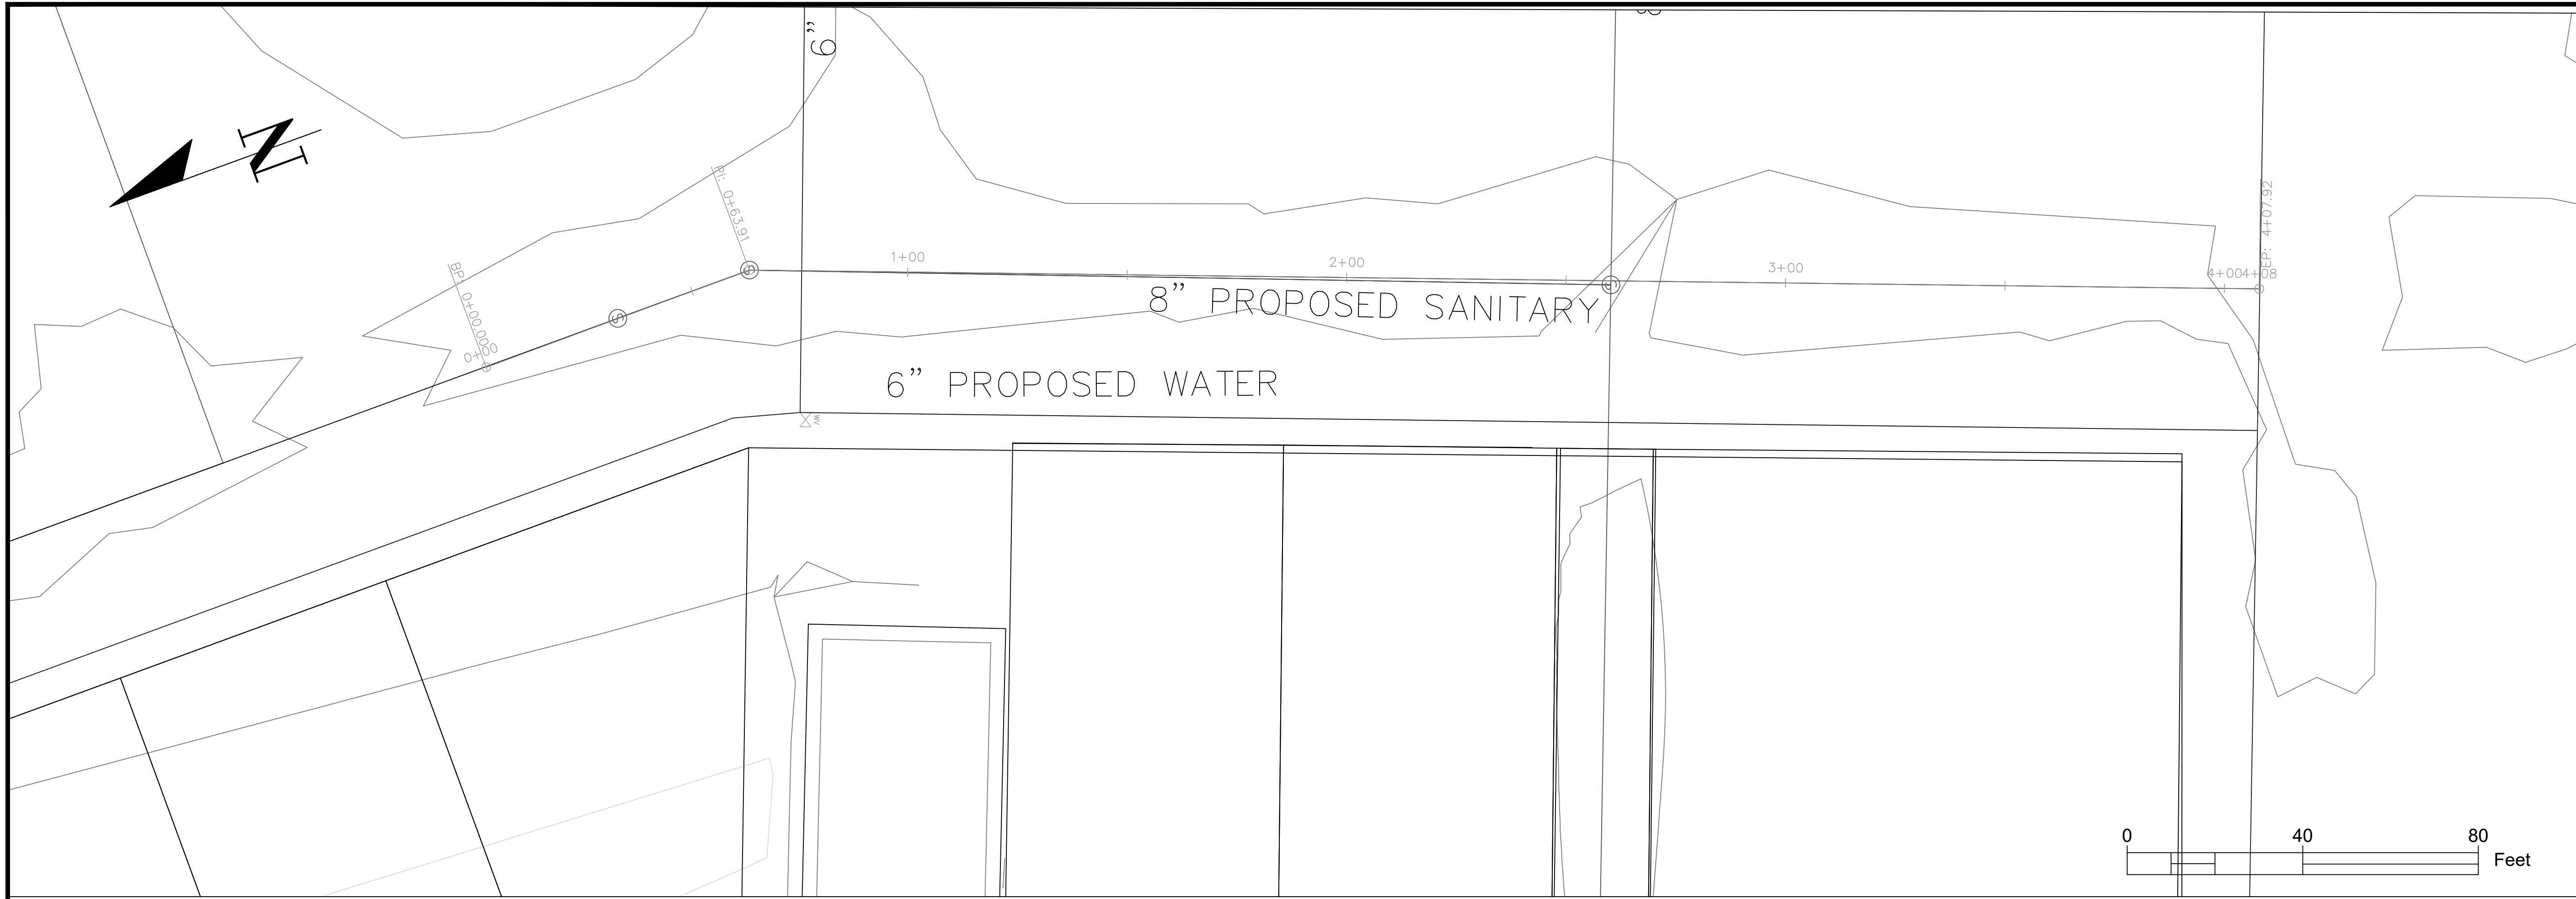 6"
N
PI: 0+63.91
EP: 4+07.92
1+00
2+00
3+00
4+00
4+08
BP: 0+00.00
0+00
S
S
S
8" PROPOSED SANITARY
6" PROPOSED WATER
W
0 40 80
Feet